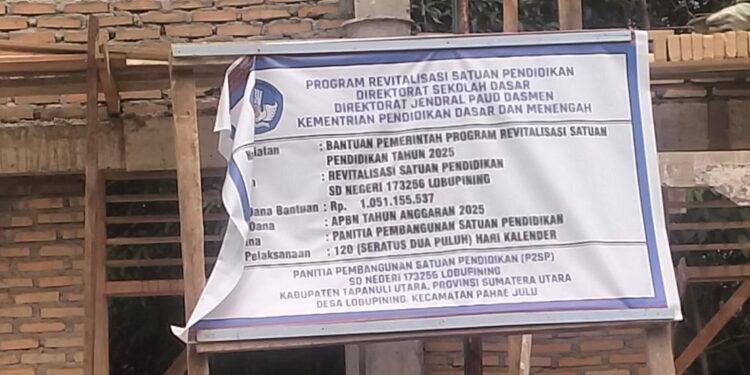 PROGRAM REVITALISASI SATUAN PENDIDIKAN
DIREKTORAT SEKOLAH DASAR
DIREKTORAT JENDRAL PAUD DASMEN
KEMENTRIAN PENDIDIKAN DASAR DAN MENENGAH
giatan : BANTUAN PEMERINTAH PROGRAM REVITALISASI SATUAN
PENDIDIKAN TAHUN 2025
: REVITALISASI SATUAN PENDIDIKAN
SD NEGERI 173256 LOBUPINING
Dana Bantuan : Rp. 1.051.155.537
Dana : APBN TAHUN ANGGARAN 2025
na : PANITIA PEMBANGUNAN SATUAN PENDIDIKAN
Pelaksanaan : 120 (SERATUS DUA PULUH) HARI KALENDER
PANITIA PEMBANGUNAN SATUAN PENDIDIKAN (P2SP)
SD NEGERI 173256 LOBUPINING
KABUPATEN TAPANULI UTARA, PROVINSI SUMATERA UTARA
DESA LOBUPINING, KECAMATAN PAHAE JULU